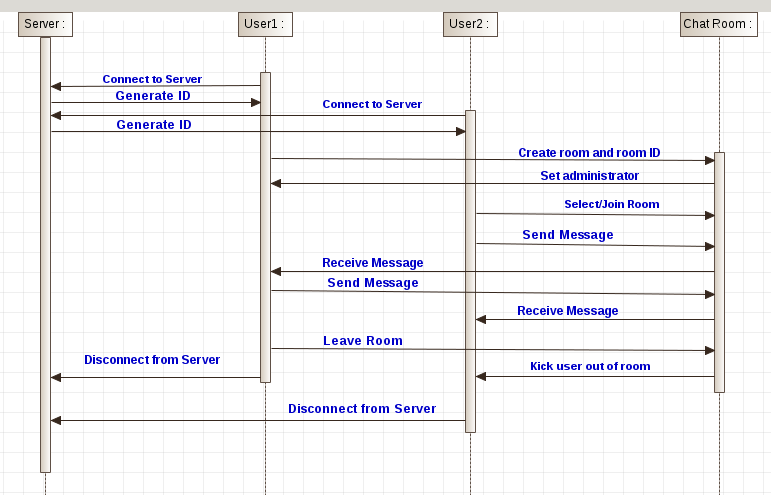 Server :
User1 :
User2 :
Chat Room :
Connect to Server
Generate ID
Connect to Server
Generate ID
Create room and room ID
Set administrator
Select/Join Room
Send Message
Receive Message
Send Message
Receive Message
Leave Room
Disconnect from Server
Kick user out of room
Disconnect from Server